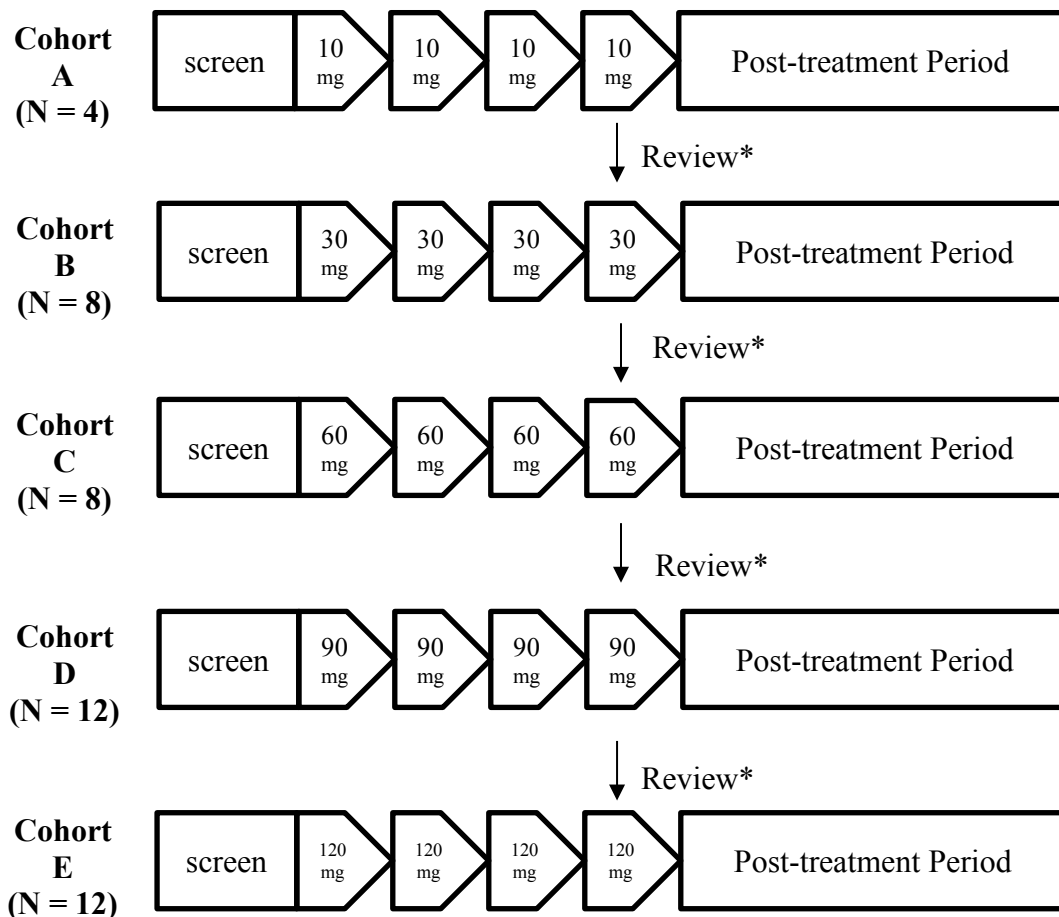 Cohort
A
(N = 4)
screen
10
mg
10
mg
10
mg
10
mg
Post-treatment Period
Review*
Cohort
B
(N = 8)
screen
30
mg
30
mg
30
mg
30
mg
Post-treatment Period
Review*
Cohort
C
(N = 8)
screen
60
mg
60
mg
60
mg
60
mg
Post-treatment Period
Review*
Cohort
D
(N = 12)
screen
90
mg
90
mg
90
mg
90
mg
Post-treatment Period
Review*
Cohort
E
(N = 12)
screen
120
mg
120
mg
120
mg
120
mg
Post-treatment Period